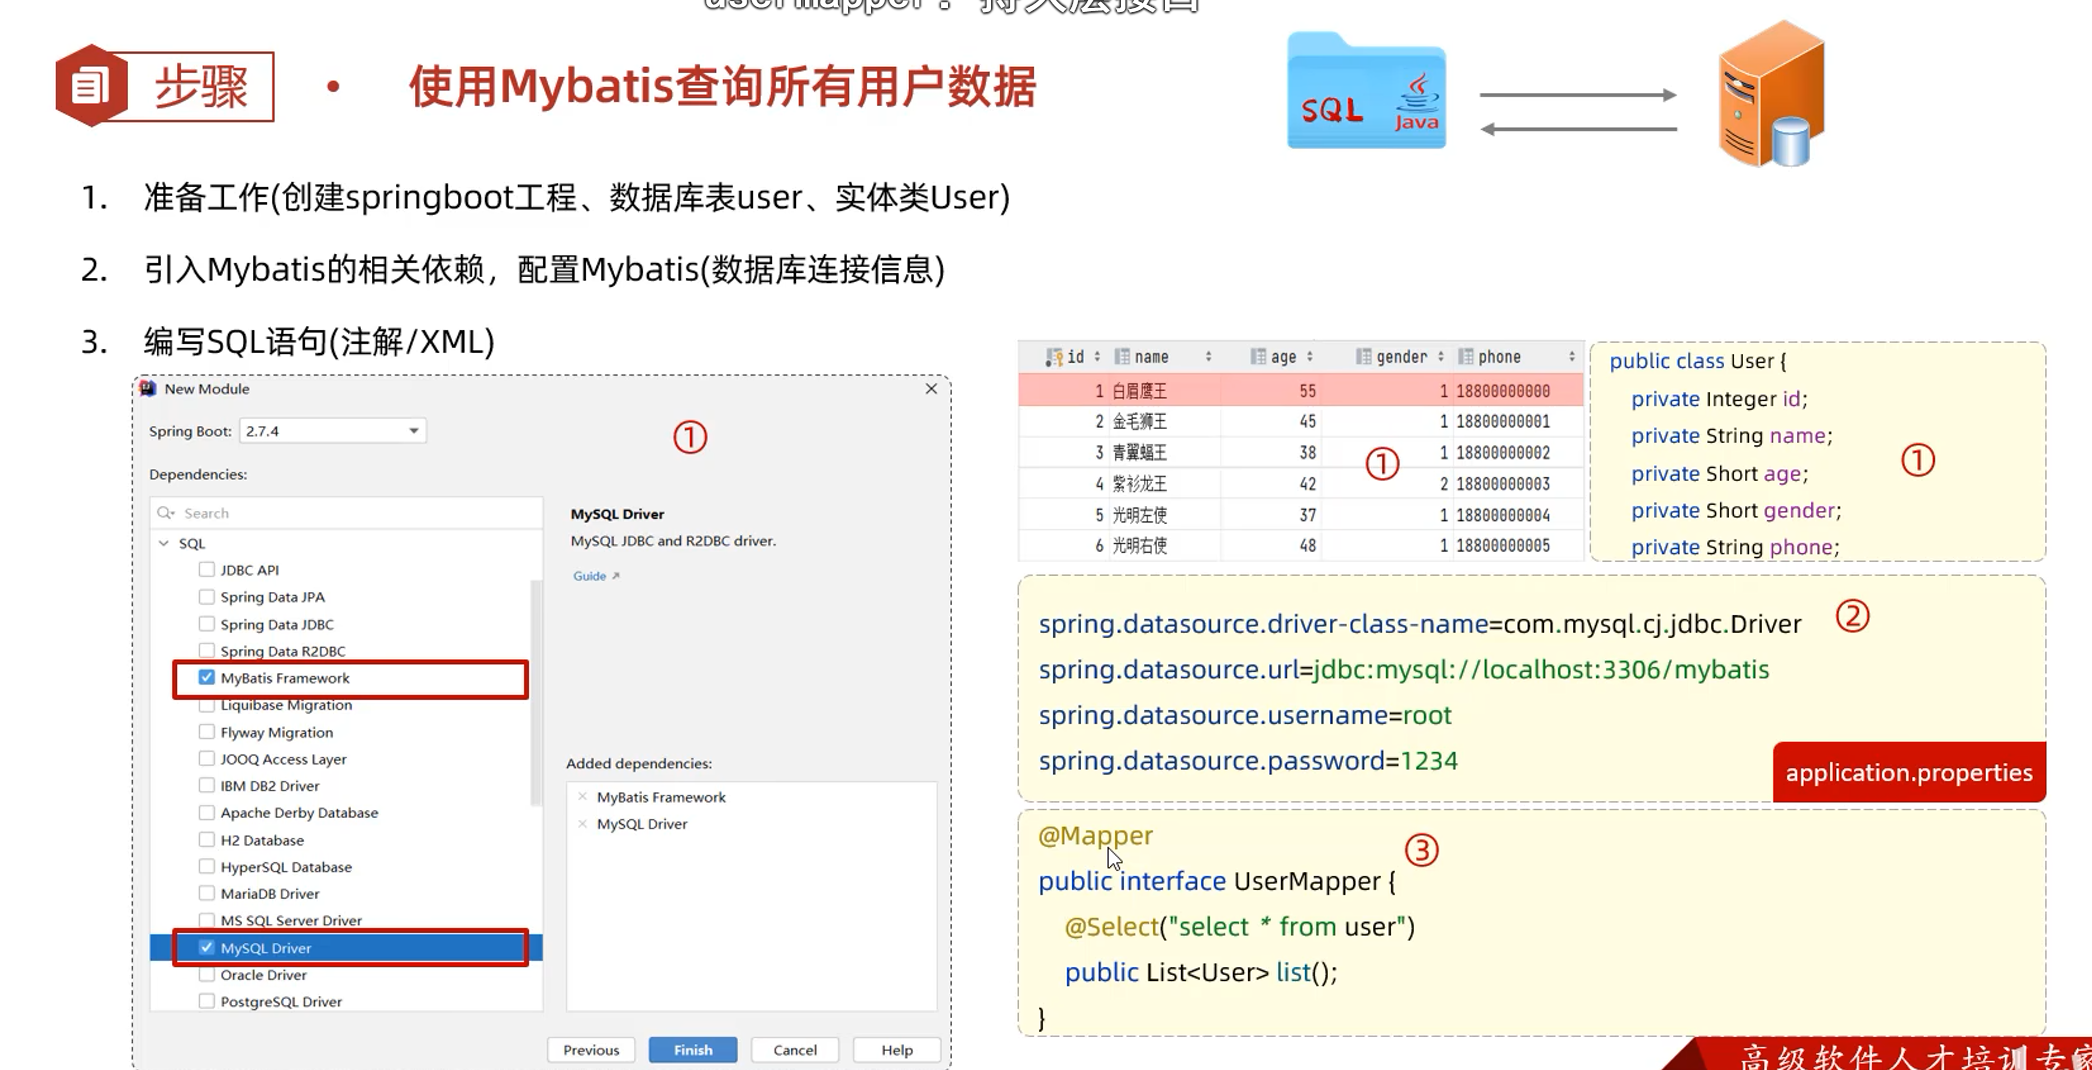 usermapper：持久层接口
步骤
• 使用Mybatis查询所有用户数据
SQL Java
1. 准备工作(创建springboot工程、数据库表user、实体类User)
2. 引入Mybatis的相关依赖，配置Mybatis(数据库连接信息)
3. 编写SQL语句(注解/XML)
New Module
Spring Boot: 2.7.4
①
Dependencies:
Search
SQL
JDBC API
Spring Data JPA
Spring Data JDBC
Spring Data R2DBC
MyBatis Framework
Liquibase Migration
Flyway Migration
JOOQ Access Layer
IBM DB2 Driver
Apache Derby Database
H2 Database
HyperSQL Database
MariaDB Driver
MS SQL Server Driver
MySQL Driver
Oracle Driver
PostgreSQL Driver
MySQL Driver
MySQL JDBC and R2DBC driver.
Guide ↗
Added dependencies:
× MyBatis Framework
× MySQL Driver
Previous Finish Cancel Help
id name age gender phone
1 白眉鹰王 55 1 18800000000
2 金毛狮王 45 1 18800000001
3 青翼蝠王 38 1 18800000002
4 紫衫龙王 42 2 18800000003
5 光明左使 37 1 18800000004
6 光明右使 48 1 18800000005
①
public class User {
private Integer id;
private String name;
private Short age;
private Short gender;
private String phone;
①
spring.datasource.driver-class-name=com.mysql.cj.jdbc.Driver
②
spring.datasource.url=jdbc:mysql://localhost:3306/mybatis
spring.datasource.username=root
spring.datasource.password=1234
application.properties
@Mapper
③
public interface UserMapper {
@Select("select * from user")
public List<User> list();
}
高级软件人才培训专家